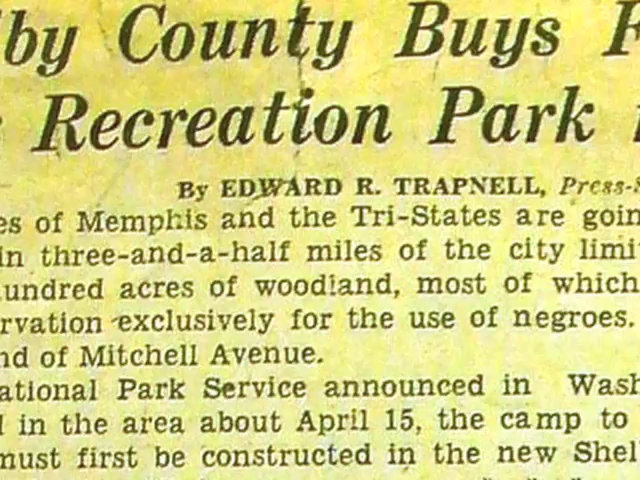 lby County Buys F
Recreation Park
By EDWARD R. TRAPNELL, Press-S
es of Memphis and the Tri-States are goin
in three-and-a-half miles of the city limi
undred acres of woodland, most of which
rvation exclusively for the use of negroes.
nd of Mitchell Avenue.
ational Park Service announced in Wash
l in the area about April 15, the camp to
must first be constructed in the new Shel